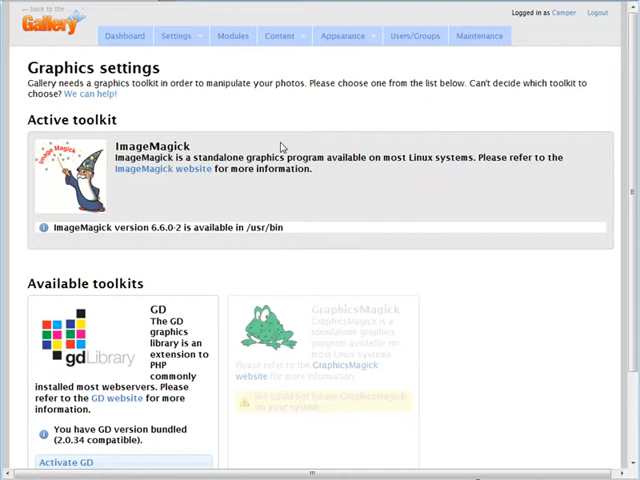 ← back to the ...
Gallery
Logged in as Camper Logout
Dashboard Settings Modules Content Appearance Users/Groups Maintenance
Graphics settings
Gallery needs a graphics toolkit in order to manipulate your photos. Please choose one from the list below. Can't decide which toolkit to
choose? We can help!
Active toolkit
Image Magick
ImageMagick
ImageMagick is a standalone graphics program available on most Linux systems. Please refer to the
ImageMagick website for more information.
ImageMagick version 6.6.0-2 is available in /usr/bin
Available toolkits
gdLibrary
GD
The GD
graphics
library is an
extension to
PHP
commonly
installed most webservers. Please
refer to the GD website for more
information.
You have GD version bundled
(2.0.34 compatible).
Activate GD
GraphicsMagick
GraphicsMagick is a
standalone graphics
program available on
most Linux systems.
Please refer to the GraphicsMagick
website for more information.
We could not locate GraphicsMagick
on your system